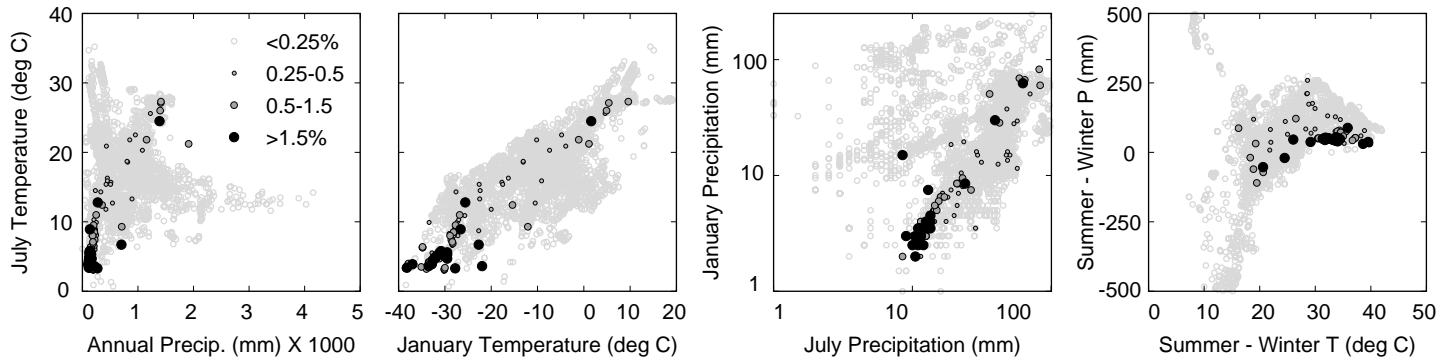 July Temperature (deg C)
40
30
20
10
0
<0.25%
0.25-0.5
0.5-1.5
>1.5%
0 1 2 3 4 5
Annual Precip. (mm) X 1000
-40 -30 -20 -10 0 10 20
January Temperature (deg C)
January Precipitation (mm)
100
10
1
1 10 100
July Precipitation (mm)
Summer - Winter P (mm)
500
250
0
-250
-500
0 10 20 30 40 50
Summer - Winter T (deg C)